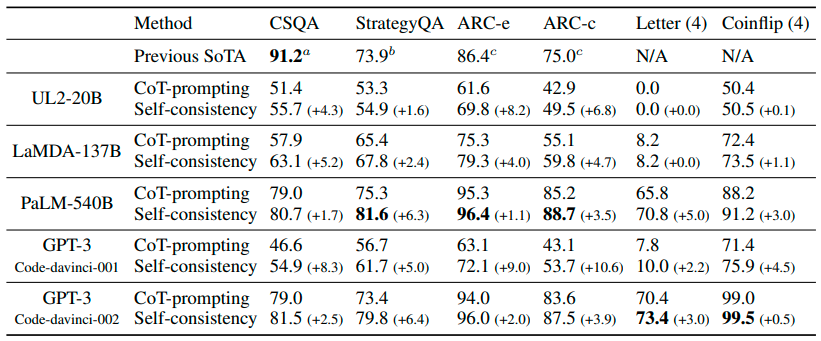 Method CSQA StrategyQA ARC-e ARC-c Letter (4) Coinflip (4)
Previous SoTA 91.2a 73.9b 86.4c 75.0c N/A N/A
UL2-20B CoT-prompting 51.4 53.3 61.6 42.9 0.0 50.4
Self-consistency 55.7 (+4.3) 54.9 (+1.6) 69.8 (+8.2) 49.5 (+6.8) 0.0 (+0.0) 50.5 (+0.1)
LaMDA-137B CoT-prompting 57.9 65.4 75.3 55.1 8.2 72.4
Self-consistency 63.1 (+5.2) 67.8 (+2.4) 79.3 (+4.0) 59.8 (+4.7) 8.2 (+0.0) 73.5 (+1.1)
PaLM-540B CoT-prompting 79.0 75.3 95.3 85.2 65.8 88.2
Self-consistency 80.7 (+1.7) 81.6 (+6.3) 96.4 (+1.1) 88.7 (+3.5) 70.8 (+5.0) 91.2 (+3.0)
GPT-3 CoT-prompting 46.6 56.7 63.1 43.1 7.8 71.4
Code-davinci-001 Self-consistency 54.9 (+8.3) 61.7 (+5.0) 72.1 (+9.0) 53.7 (+10.6) 10.0 (+2.2) 75.9 (+4.5)
GPT-3 CoT-prompting 79.0 73.4 94.0 83.6 70.4 99.0
Code-davinci-002 Self-consistency 81.5 (+2.5) 79.8 (+6.4) 96.0 (+2.0) 87.5 (+3.9) 73.4 (+3.0) 99.5 (+0.5)